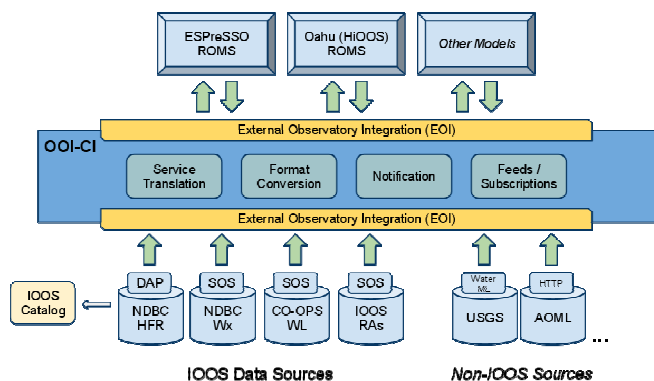 ESPreSSO
ROMS
Oahu (HiOOS)
ROMS
Other Models
External Observatory Integration (EOI)
OOI-CI
Service
Translation
Format
Conversion
Notification
Feeds /
Subscriptions
External Observatory Integration (EOI)
IOOS
Catalog
DAP
NDBC
HFR
SOS
NDBC
Wx
SOS
CO-OPS
WL
SOS
IOOS
RAs
Water
ML
USGS
HTTP
AOML
...
IOOS Data Sources
Non-IOOS Sources